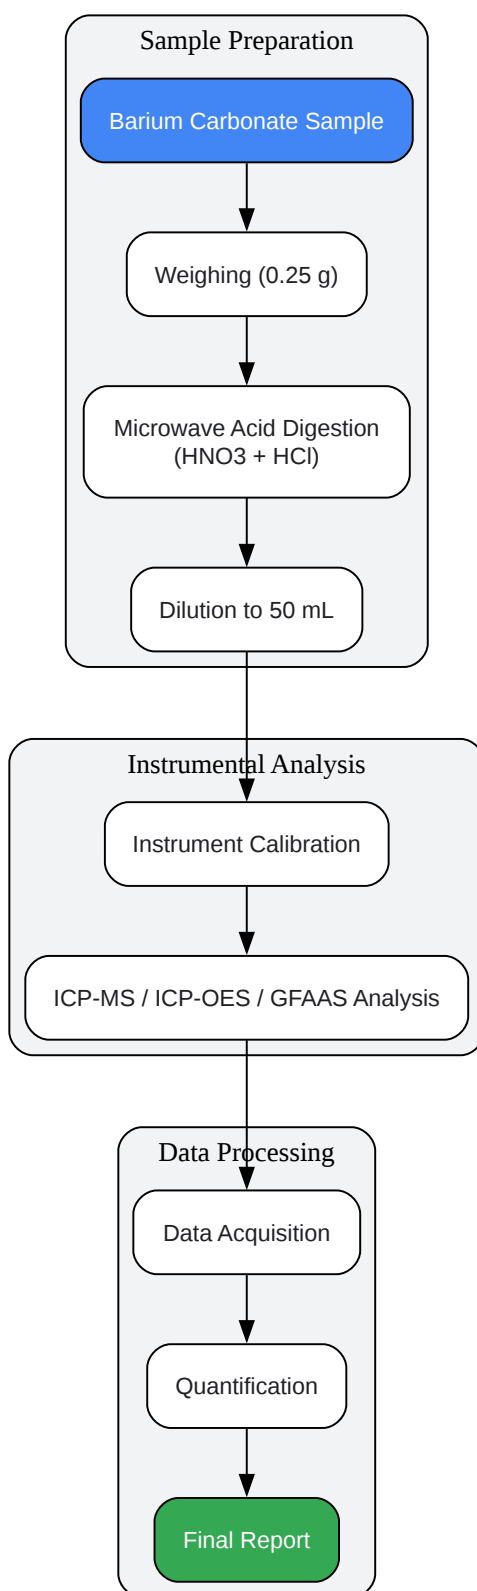 Sample Preparation
Barium Carbonate Sample
Weighing (0.25 g)
Microwave Acid Digestion
(HNO3 + HCl)
Dilution to 50 mL
Instrumental Analysis
Instrument Calibration
ICP-MS / ICP-OES / GFAAS Analysis
Data Processing
Data Acquisition
Quantification
Final Report